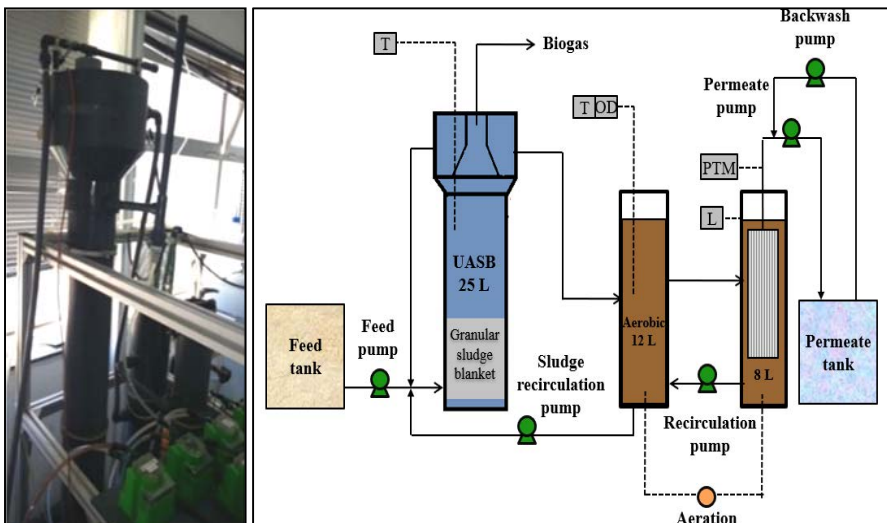 Backwash
pump
T
Biogas
Permeate
pump
T OD
PTM
L
UASB
25 L
Feed
tank
Feed
pump
Granular
sludge
blanket
Sludge
recirculation
pump
Aerobic
12 L
8 L
Permeate
tank
Recirculation
pump
Aeration